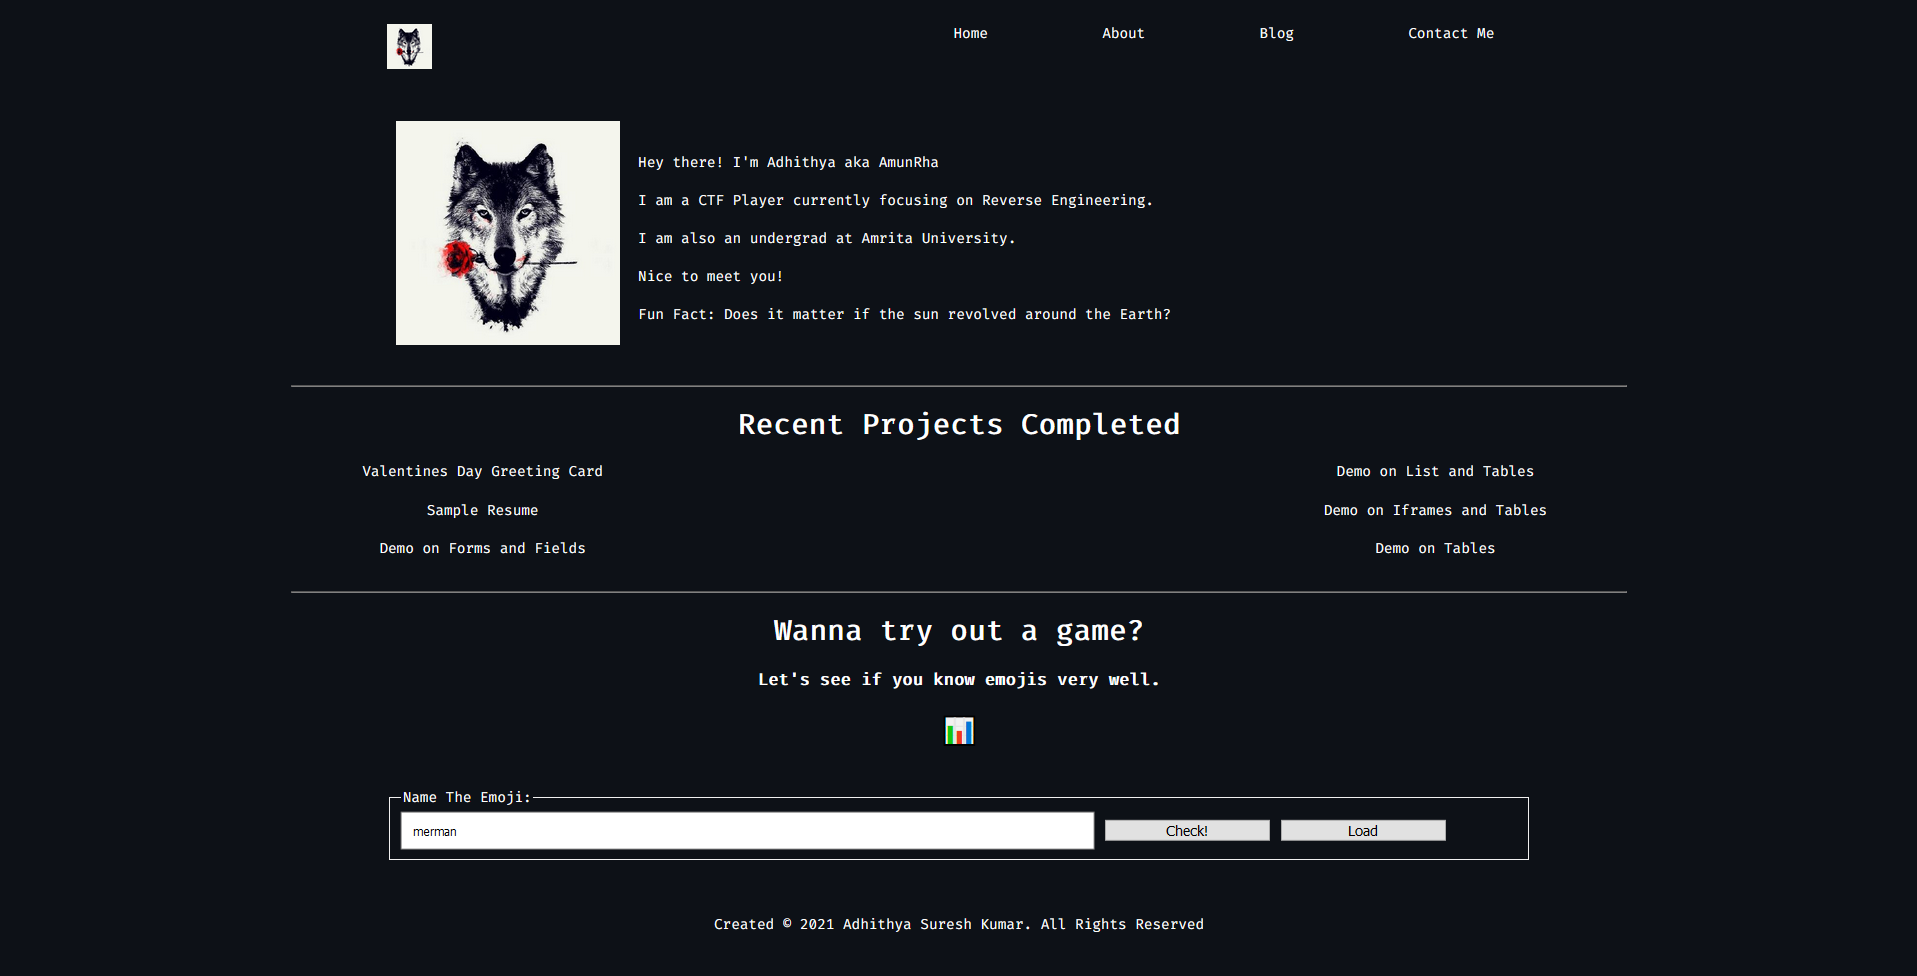 Home About Blog Contact Me
Hey there! I'm Adhithya aka AmunRha
I am a CTF Player currently focusing on Reverse Engineering.
I am also an undergrad at Amrita University.
Nice to meet you!
Fun Fact: Does it matter if the sun revolved around the Earth?
Recent Projects Completed
Valentines Day Greeting Card
Sample Resume
Demo on Forms and Fields
Demo on List and Tables
Demo on Iframes and Tables
Demo on Tables
Wanna try out a game?
Let's see if you know emojis very well.
Name The Emoji:
merman
Check!
Load
Created © 2021 Adhithya Suresh Kumar. All Rights Reserved